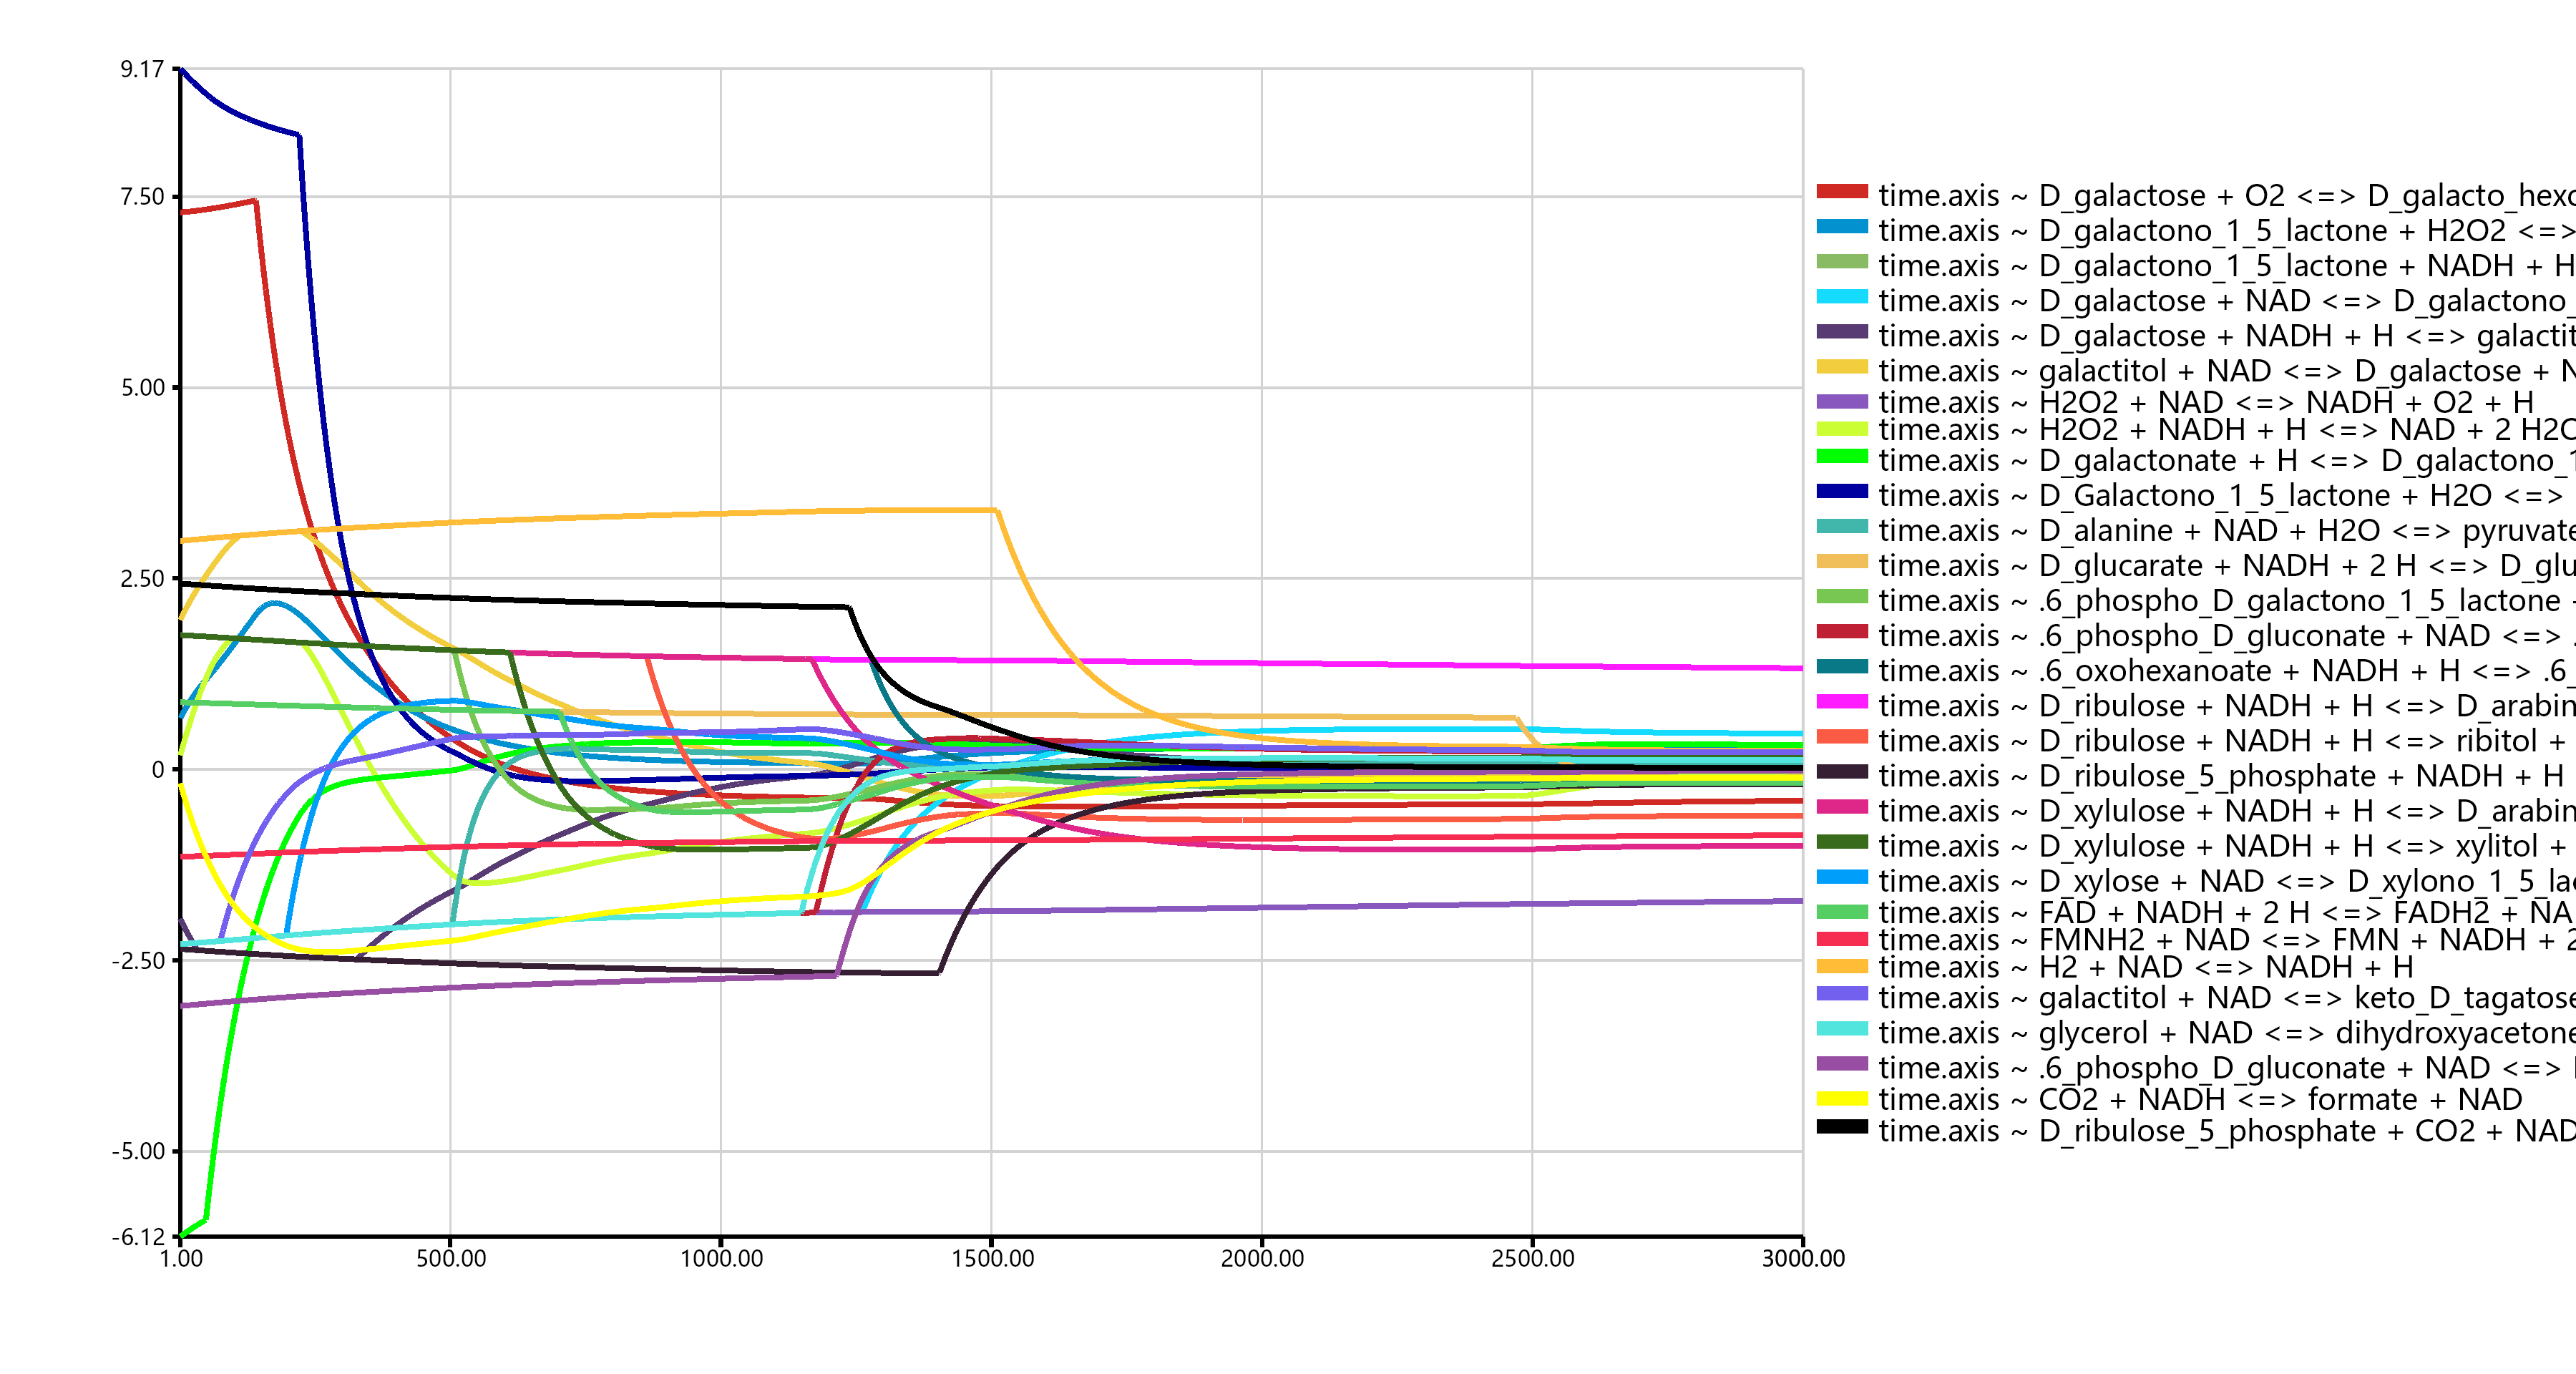 9.17
7.50
5.00
2.50
0
-2.50
-5.00
-6.12
1.00 500.00 1000.00 1500.00 2000.00 2500.00 3000.00
time.axis ~ D_galactose + O2 <=> D_galacto_hexo
time.axis ~ D_galactono_1_5_lactone + H2O2 <=>
time.axis ~ D_galactono_1_5_lactone + NADH + H
time.axis ~ D_galactose + NAD <=> D_galactono_
time.axis ~ D_galactose + NADH + H <=> galactit
time.axis ~ galactitol + NAD <=> D_galactose + N
time.axis ~ H2O2 + NAD <=> NADH + O2 + H
time.axis ~ H2O2 + NADH + H <=> NAD + 2 H2O
time.axis ~ D_galactonate + H <=> D_galactono_1
time.axis ~ D_Galactono_1_5_lactone + H2O <=>
time.axis ~ D_alanine + NAD + H2O <=> pyruvate
time.axis ~ D_glucarate + NADH + 2 H <=> D_glu
time.axis ~ .6_phospho_D_galactono_1_5_lactone +
time.axis ~ .6_phospho_D_gluconate + NAD <=> .
time.axis ~ .6_oxohexanoate + NADH + H <=> .6_
time.axis ~ D_ribulose + NADH + H <=> D_arabin
time.axis ~ D_ribulose + NADH + H <=> ribitol +
time.axis ~ D_ribulose_5_phosphate + NADH + H
time.axis ~ D_xylulose + NADH + H <=> D_arabin
time.axis ~ D_xylulose + NADH + H <=> xylitol +
time.axis ~ D_xylose + NAD <=> D_xylono_1_5_la
time.axis ~ FAD + NADH + 2 H <=> FADH2 + NA
time.axis ~ FMNH2 + NAD <=> FMN + NADH + 2
time.axis ~ H2 + NAD <=> NADH + H
time.axis ~ galactitol + NAD <=> keto_D_tagatose
time.axis ~ glycerol + NAD <=> dihydroxyacetone
time.axis ~ .6_phospho_D_gluconate + NAD <=>
time.axis ~ CO2 + NADH <=> formate + NAD
time.axis ~ D_ribulose_5_phosphate + CO2 + NAD